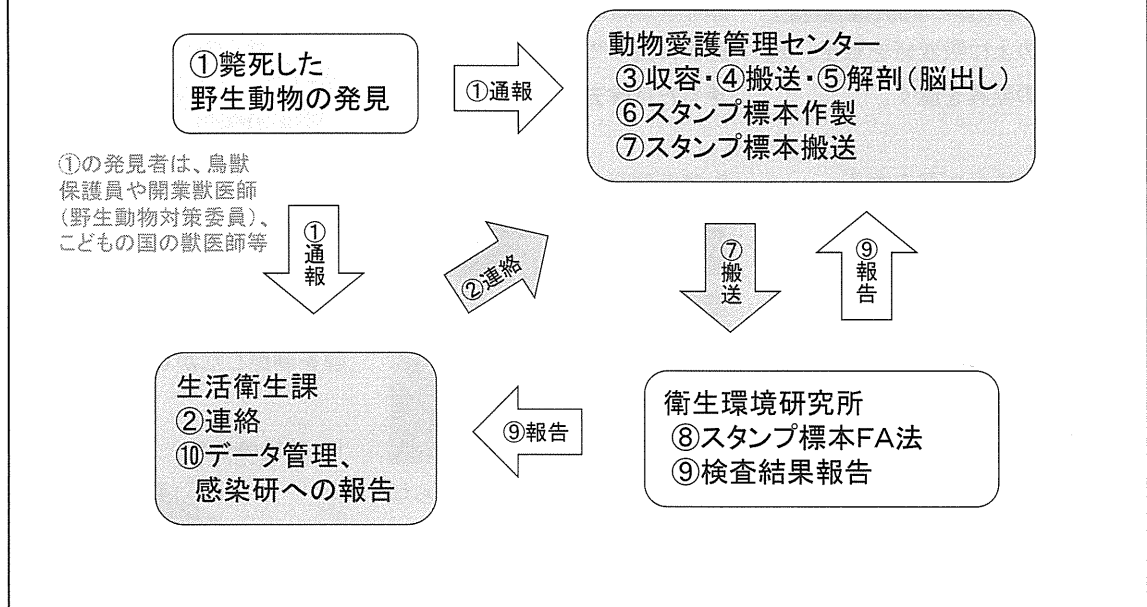 ①斃死した
野生動物の発見
①通報
動物愛護管理センター
③収容・④搬送・⑤解剖(脳出し)
⑥スタンプ標本作製
⑦スタンプ標本搬送
①の発見者は、鳥獣
保護員や開業獣医師
(野生動物対策委員)、
こどもの国の獣医師等
①通報
②連絡
⑦搬送
⑨報告
生活衛生課
②連絡
⑩データ管理、
感染研への報告
⑨報告
衛生環境研究所
⑧スタンプ標本FA法
⑨検査結果報告